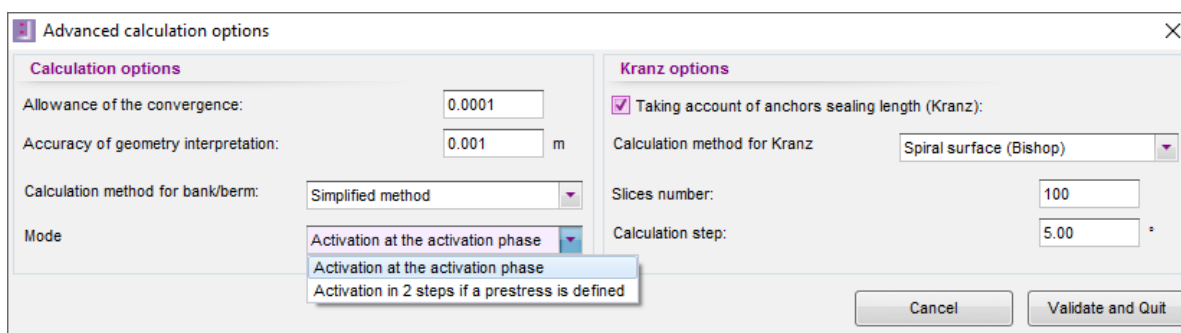 Advanced calculation options
Calculation options
Allowance of the convergence:
0.0001
Accuracy of geometry interpretation:
0.001 m
Calculation method for bank/berm:
Simplified method
Mode
Activation at the activation phase
Activation at the activation phase
Activation in 2 steps if a prestress is defined
Kranz options
Taking account of anchors sealing length (Kranz):
Calculation method for Kranz
Spiral surface (Bishop)
Slices number:
100
Calculation step:
5.00 °
Cancel
Validate and Quit